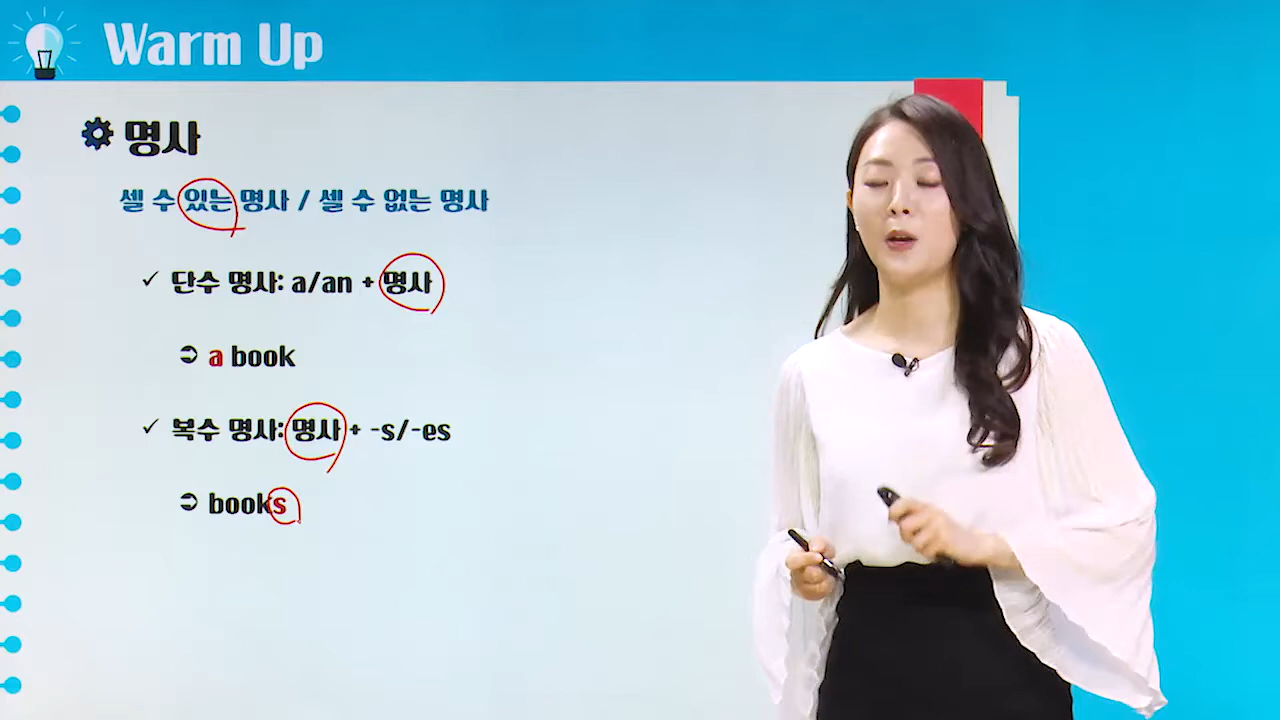 Warm Up
명사
셀 수 있는 명사 / 셀 수 없는 명사
✓ 단수 명사: a/an + 명사
➲ a book
✓ 복수 명사: 명사 + -s/-es
➲ books